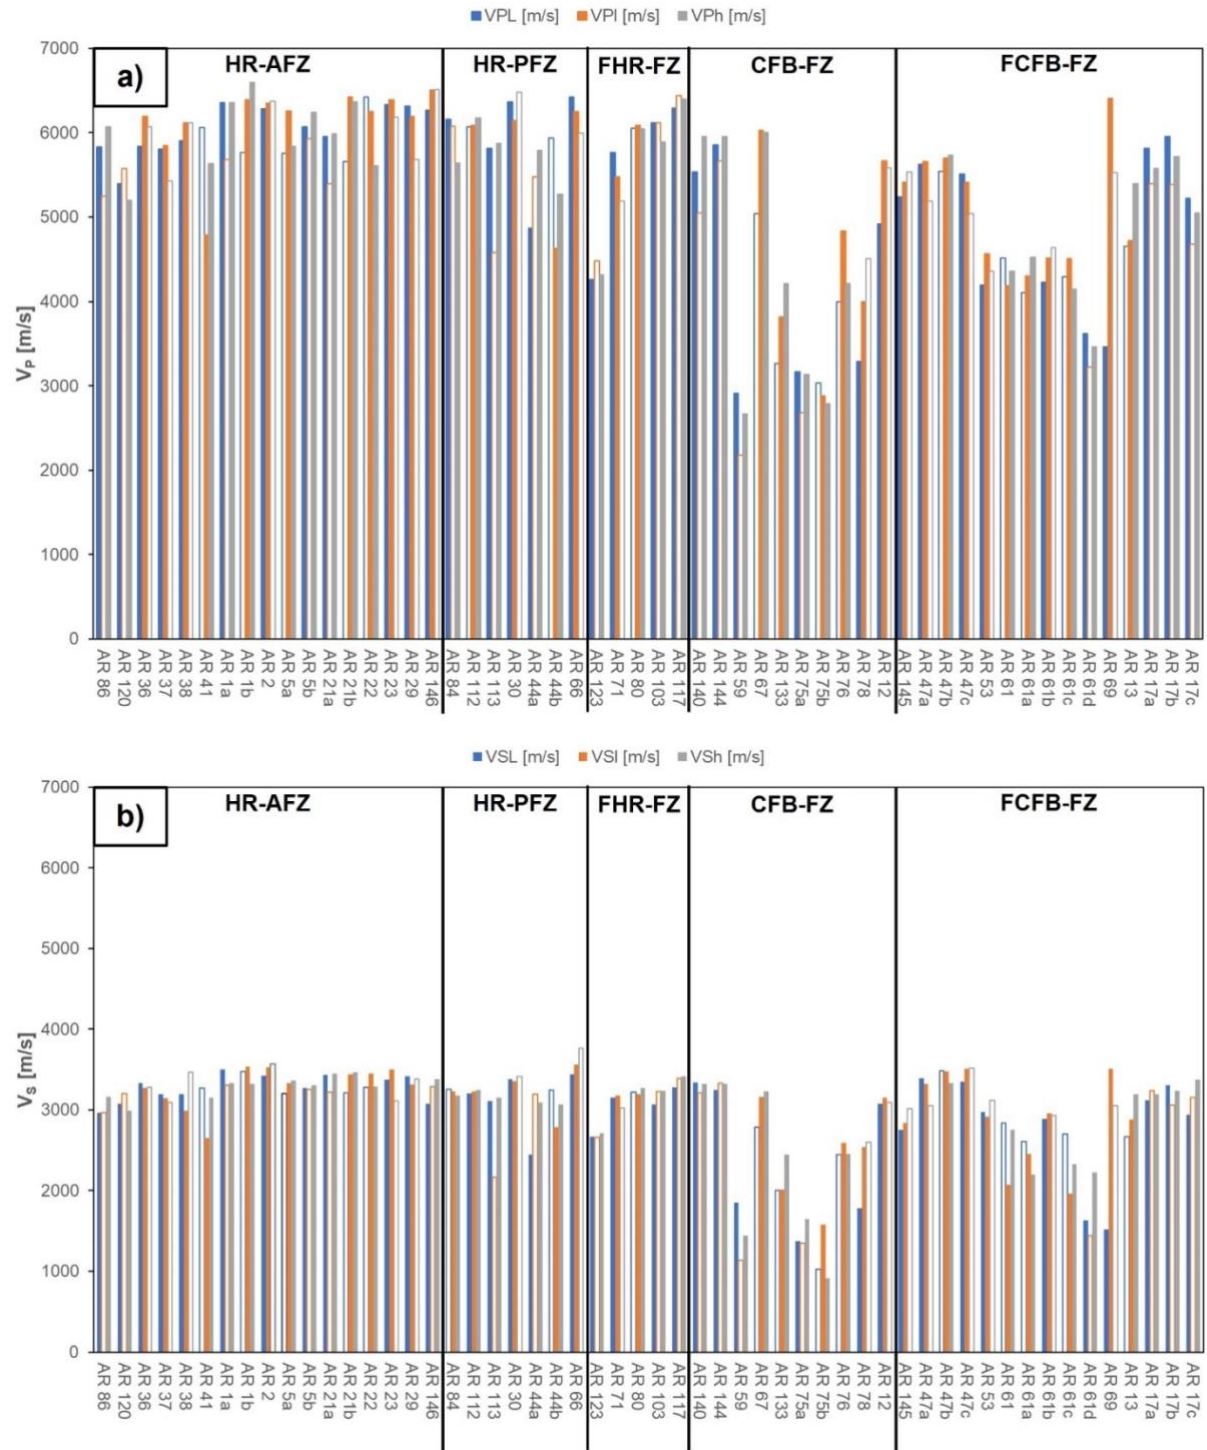 VPL [m/s] VPl [m/s] VPh [m/s]
a)
HR-AFZ HR-PFZ FHR-FZ CFB-FZ FCFB-FZ
7000
6000
5000
4000
3000
2000
1000
0
VP [m/s]
AR 86
AR 120
AR 36
AR 37
AR 38
AR 41
AR 1a
AR 1b
AR 2
AR 5a
AR 5b
AR 21a
AR 21b
AR 22
AR 23
AR 29
AR 146
AR 84
AR 112
AR 113
AR 30
AR 44a
AR 44b
AR 66
AR 123
AR 71
AR 80
AR 103
AR 117
AR 140
AR 144
AR 59
AR 67
AR 133
AR 75a
AR 75b
AR 76
AR 78
AR 12
AR 145
AR 47a
AR 47b
AR 47c
AR 53
AR 61
AR 61a
AR 61b
AR 61c
AR 61d
AR 69
AR 13
AR 17a
AR 17b
AR 17c
VSL [m/s] VSl [m/s] VSh [m/s]
b)
HR-AFZ HR-PFZ FHR-FZ CFB-FZ FCFB-FZ
7000
6000
5000
4000
3000
2000
1000
0
VS [m/s]
AR 86
AR 120
AR 36
AR 37
AR 38
AR 41
AR 1a
AR 1b
AR 2
AR 5a
AR 5b
AR 21a
AR 21b
AR 22
AR 23
AR 29
AR 146
AR 84
AR 112
AR 113
AR 30
AR 44a
AR 44b
AR 66
AR 123
AR 71
AR 80
AR 103
AR 117
AR 140
AR 144
AR 59
AR 67
AR 133
AR 75a
AR 75b
AR 76
AR 78
AR 12
AR 145
AR 47a
AR 47b
AR 47c
AR 53
AR 61
AR 61a
AR 61b
AR 61c
AR 61d
AR 69
AR 13
AR 17a
AR 17b
AR 17c